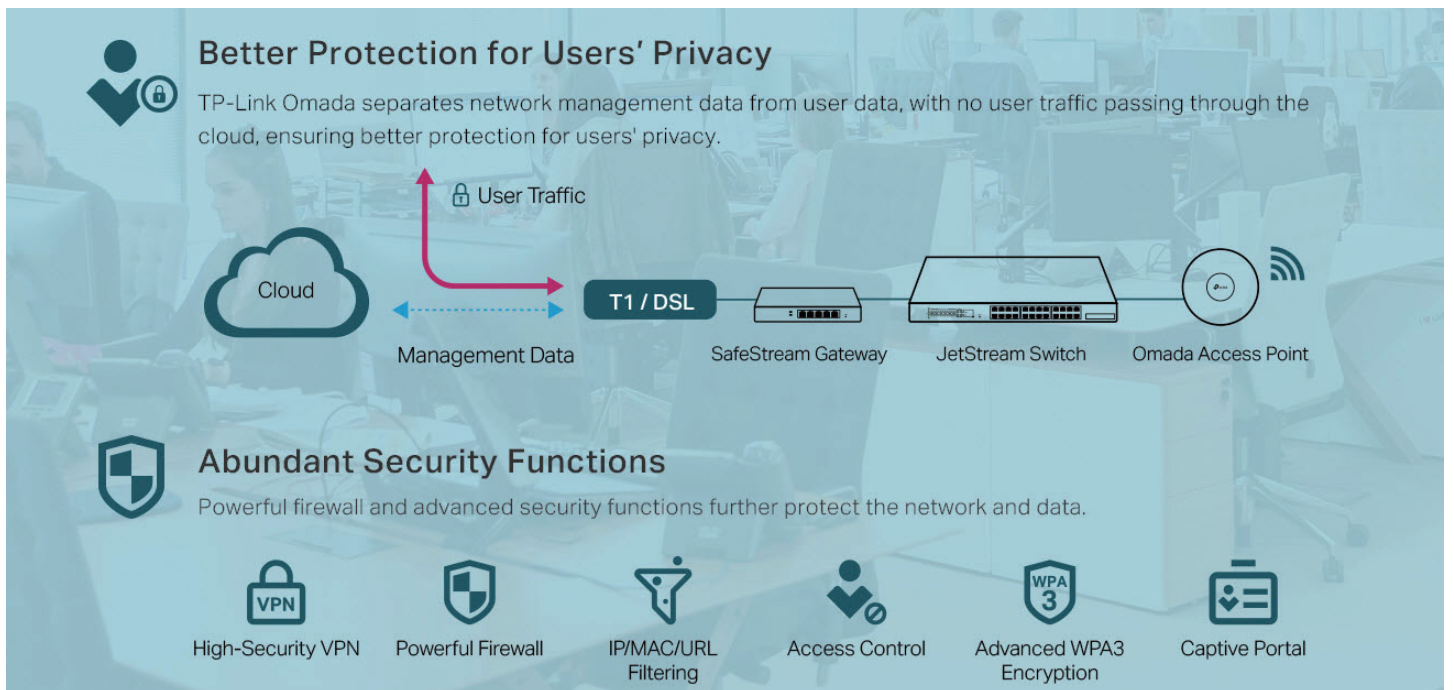 Better Protection for Users' Privacy
TP-Link Omada separates network management data from user data, with no user traffic passing through the
cloud, ensuring better protection for users' privacy.
User Traffic
Cloud
T1 / DSL
Management Data
SafeStream Gateway
JetStream Switch
Omada Access Point
Abundant Security Functions
Powerful firewall and advanced security functions further protect the network and data.
VPN
WPA
3
High-Security VPN
Powerful Firewall
IP/MAC/URL
Filtering
Access Control
Advanced WPA3
Encryption
Captive Portal